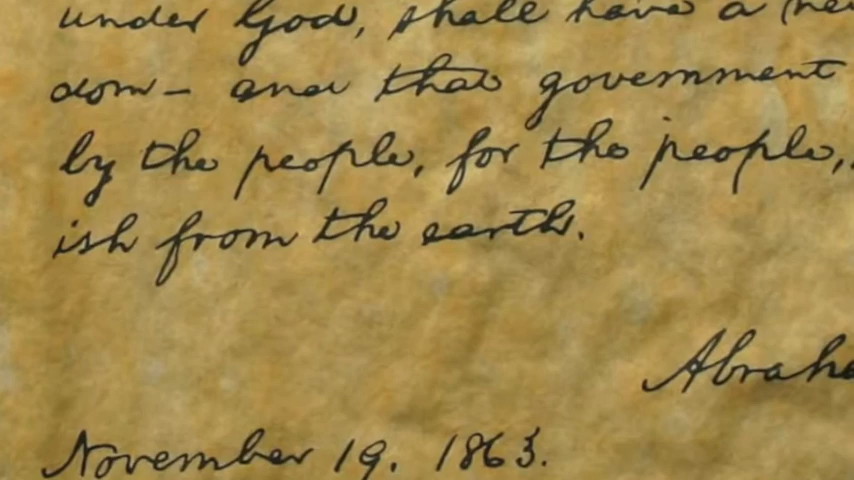 under God, shall have a
dom— and that government
by the people, for the people,
ish from the earth.
November 19. 1863.